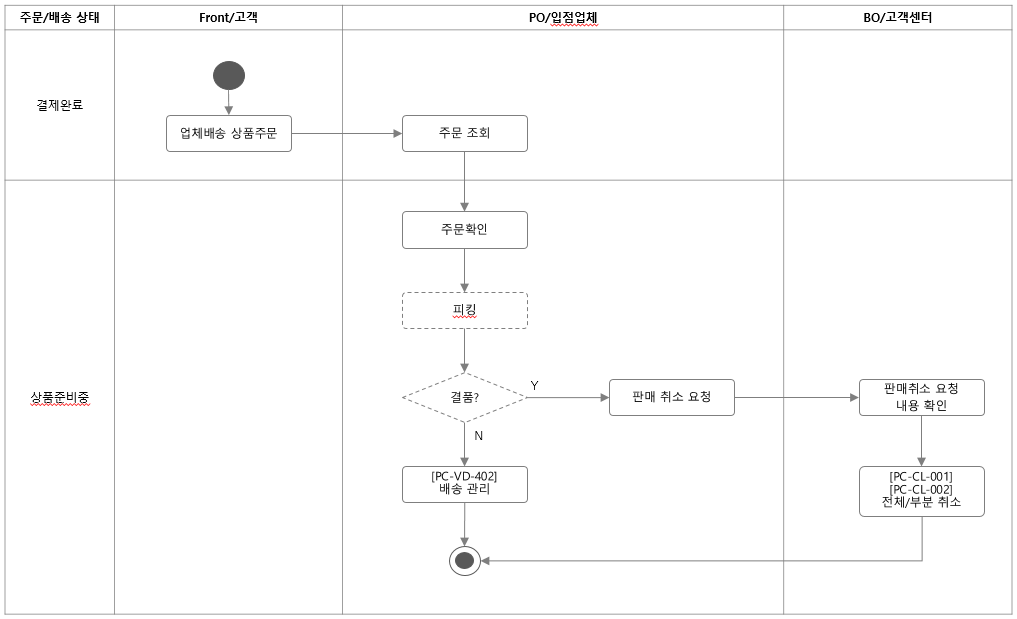 주문/배송 상태
Front/고객
PO/입점업체
BO/고객센터
결제완료
업체배송 상품주문
주문 조회
상품준비중
주문확인
피킹
결품?
Y
N
판매 취소 요청
판매취소 요청
내용 확인
[PC-VD-402]
배송 관리
[PC-CL-001]
[PC-CL-002]
전체/부분 취소